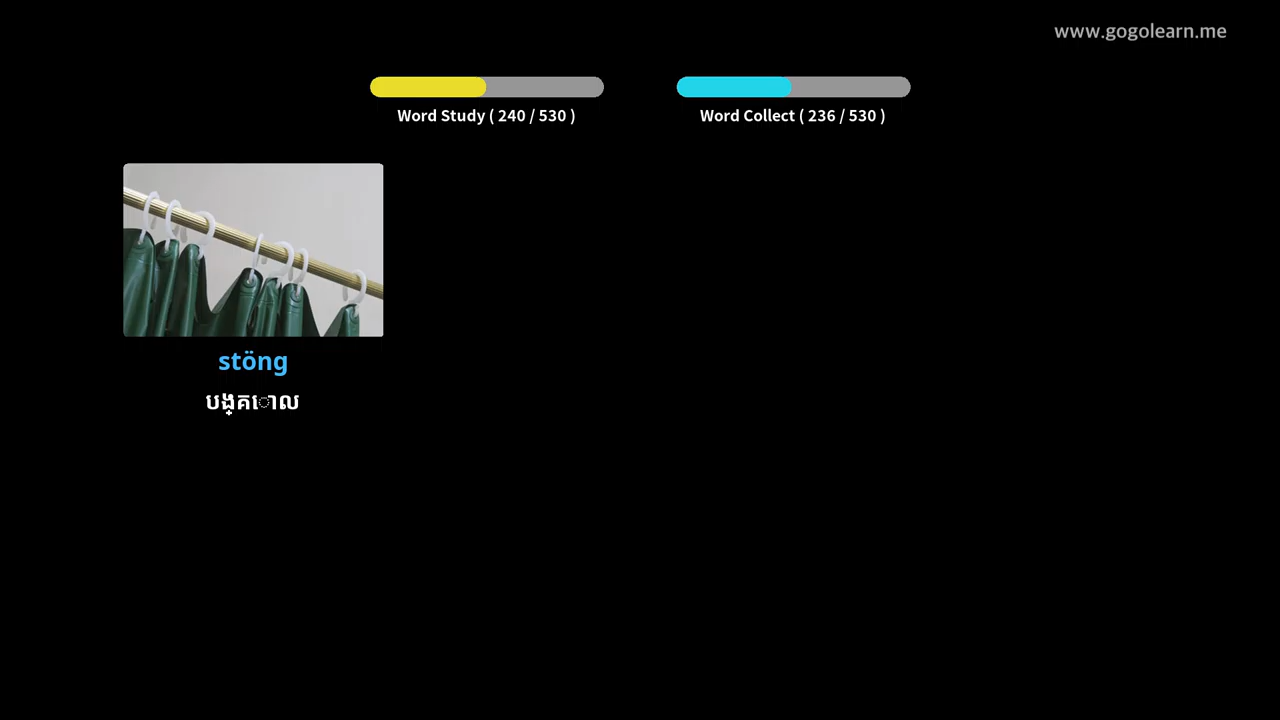 www.gogolearn.me
Word Study ( 240 / 530 )
Word Collect ( 236 / 530 )
stöng
បង្គោល